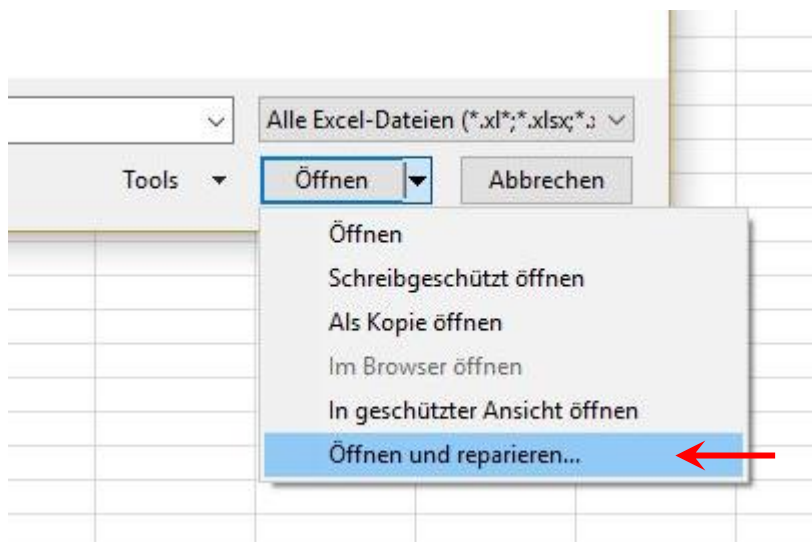 Alle Excel-Dateien (*.xl*;*.xlsx;*.
Tools Öffnen Abbrechen
Öffnen
Schreibgeschützt öffnen
Als Kopie öffnen
Im Browser öffnen
In geschützter Ansicht öffnen
Öffnen und reparieren...